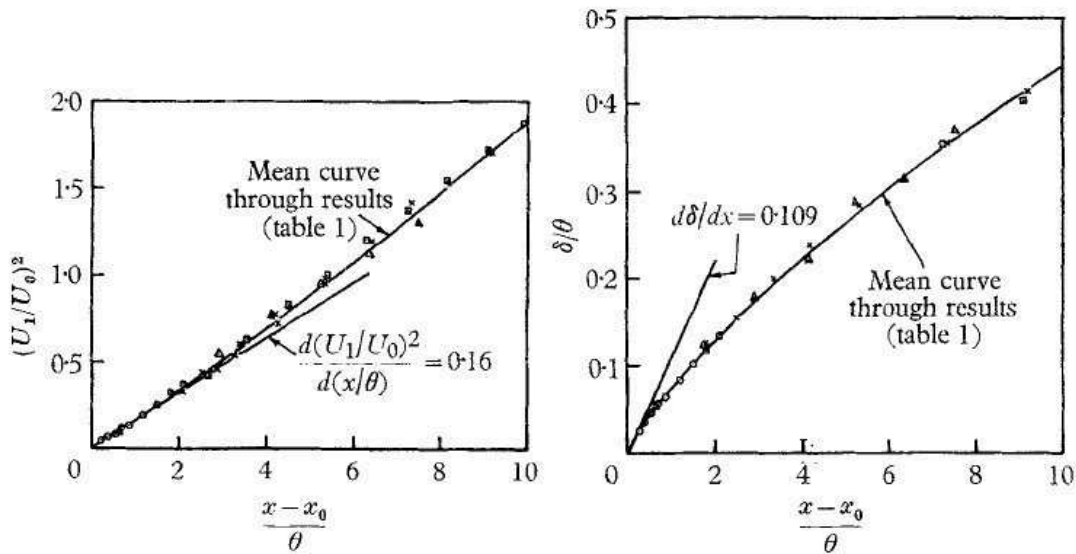 2·0
1·5
1·0
0·5
0
2
4
6
8
10
(U₁/U₀)²
Mean curve
through results
(table 1)
d(U₁/U₀)²
d(x/θ)
=0·16
x−x₀
θ
0·5
0·4
0·3
0·2
0·1
0
2
4
6
8
10
δ/θ
dδ/dx=0·109
Mean curve
through results
(table 1)
x−x₀
θ